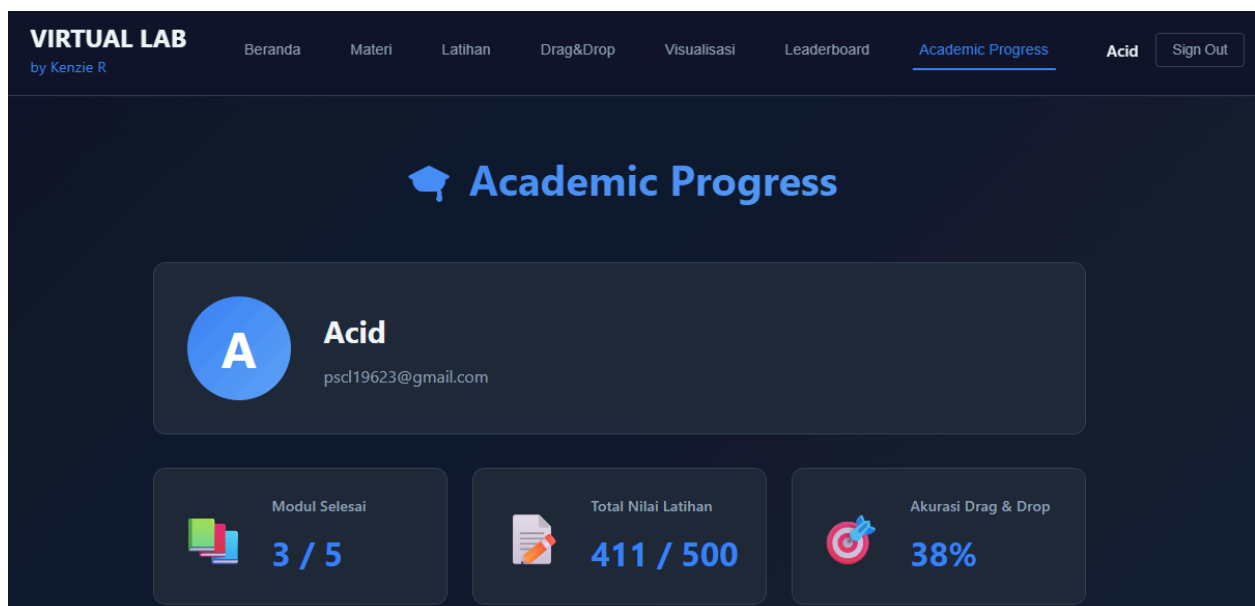 VIRTUAL LAB
by Kenzie R
Beranda Materi Latihan Drag&Drop Visualisasi Leaderboard Academic Progress Acid Sign Out
Academic Progress
A
Acid
pscl19623@gmail.com
Modul Selesai
3 / 5
Total Nilai Latihan
411 / 500
Akurasi Drag & Drop
38%